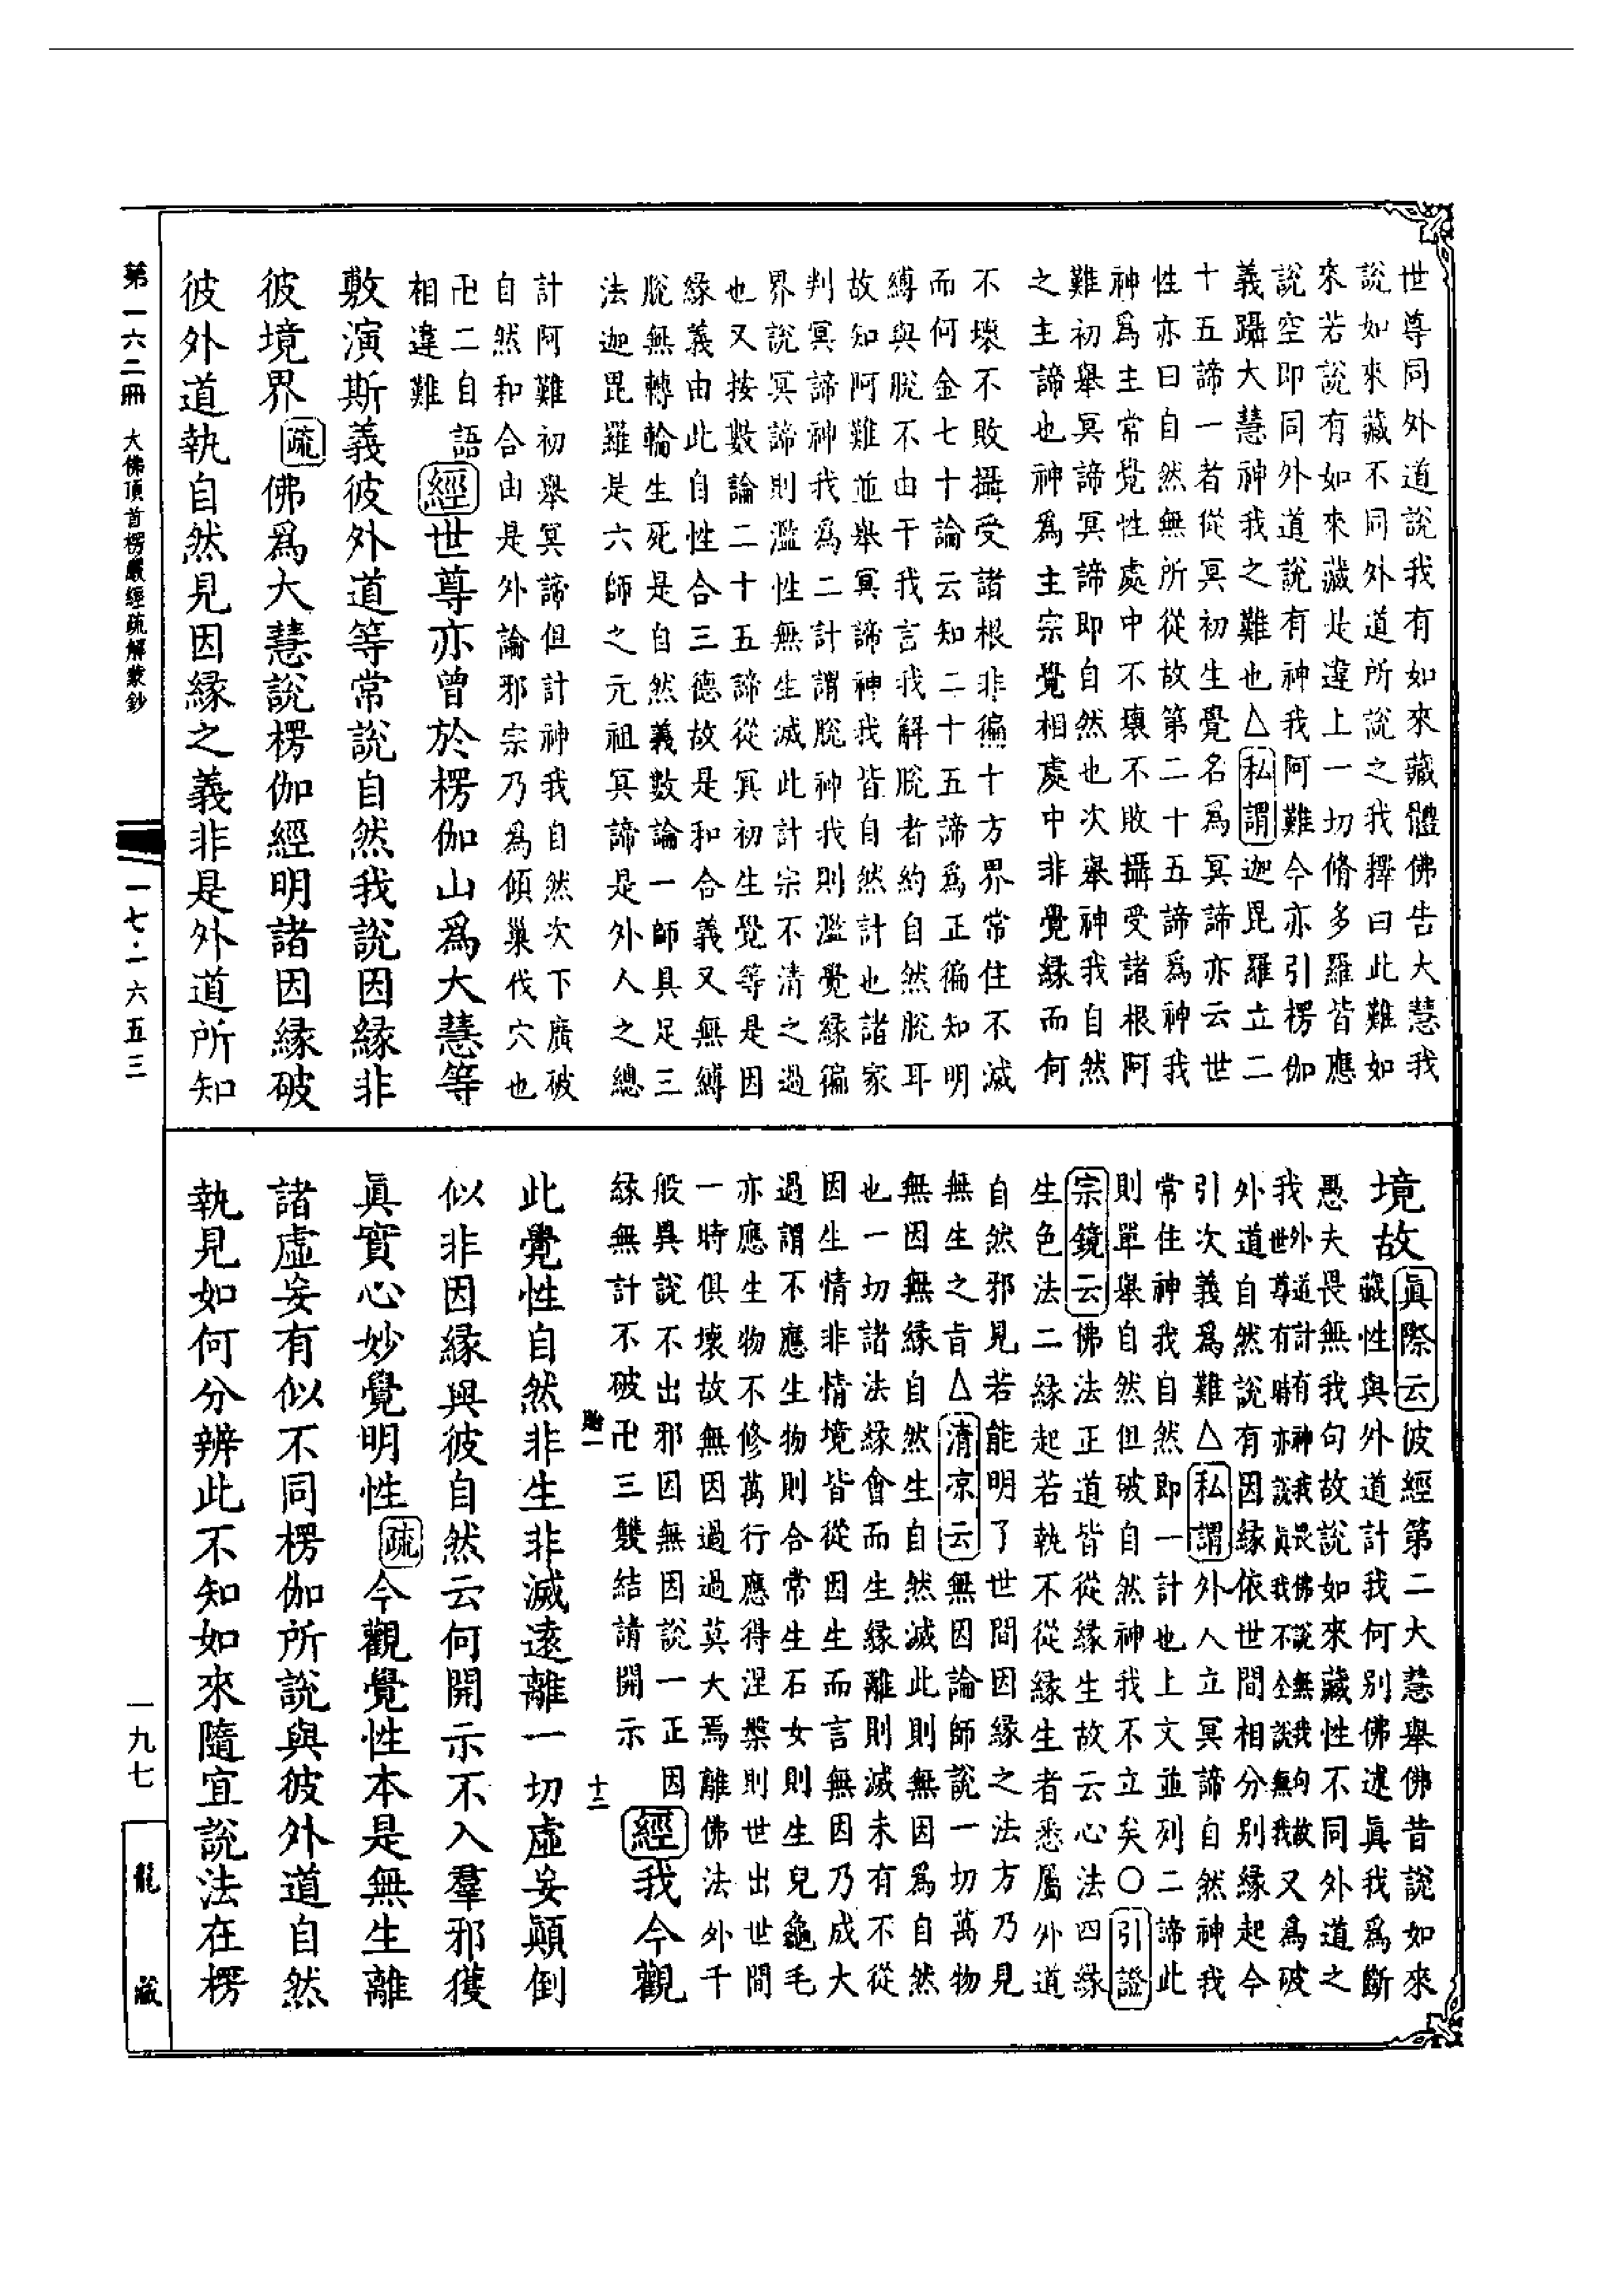 世尊同外道說我有如來藏體佛告大慧我
說如來藏不同外道所說之我釋曰此難如
來若說有如來藏是違上一切脩多羅皆應
說空即同外道說有神我阿難今亦引楞伽
義躡大慧神我之難也△私謂迦毘羅立二
十五諦一者從冥初生覺名為冥諦亦云世
性亦曰自然無所從故第二十五諦為神我
神為主常覺性處中不壞不敗攝受諸根阿
難初舉冥諦冥諦即自然也次舉神我自然
之主諦也神為主宗覺相處中非覺緣而何
不壞不敗攝受諸根非徧十方界常住不滅
而何金七十論云知二十五諦為正徧知明
縛與脫不由干我言我解脫者約自然脫耳
故知阿難並舉冥諦神我皆自然計也諸家
判冥諦神我為二計謂脫神我則濫覺緣徧
界說冥諦則濫性無生滅此計宗不清之過
也又按數論二十五諦從冥初生覺等是因
緣義由此自性合三德故是和合義又無縛
脫無轉輪生死是自然義數論一師具足三
法迦毘羅是六師之元祖冥諦是外人之總
計阿難初舉冥諦但計神我自然次下廣破
自然和合由是外論邪宗乃為傾巢伐穴也
卍二自語
相違難
經世尊亦曾於楞伽山為大慧等
敷演斯義彼外道等常說自然我說因緣非
彼境界疏佛為大慧說楞伽經明諸因緣破
彼外道執自然見因緣之義非是外道所知
境故真際云彼經第二大慧舉佛昔說如來
藏性與外道計我何別佛述真我為斷
愚夫畏無我句故說如來藏性不同外道之
我外道計有神我畏佛說無我句故
世尊有時亦說真我不全說無我又為破
外道自然說有因緣依世間相分別緣起今
引次義為難△私謂外人立冥諦自然神我
常住神我自然即一計也上文並列二諦此
則單舉自然但破自然神我不立矣○引證
宗鏡云佛法正道皆從緣生故云心法四緣
生色法二緣起若執不從緣生者悉屬外道
自然邪見若能明了世間因緣之法方乃見
無生之旨△清涼云無因論師說一切萬物
無因無緣自然生自然滅此則無因為自然
也一切諸法緣會而生緣離則滅未有不從
因生情非情境皆從因生而言無因乃成大
過謂不應生物則合常生石女則生兒龜毛
亦應生物不修萬行應得涅槃則世出世間
一時俱壞故無因過過莫大焉離佛法外千
般異說不出邪因無因說一正因
緣無計不破卍三雙結請開示
經我今觀
此覺性自然非生非滅遠離一切虛妄顛倒
似非因緣與彼自然云何開示不入羣邪獲
真實心妙覺明性疏今觀覺性本是無生離
諸虛妄有似不同楞伽所說與彼外道自然
執見如何分辨此不知如來隨宜說法在楞
第一六二冊 大佛頂首楞嚴經疏解蒙鈔
一七·一六五三
一九七
龍藏
十二